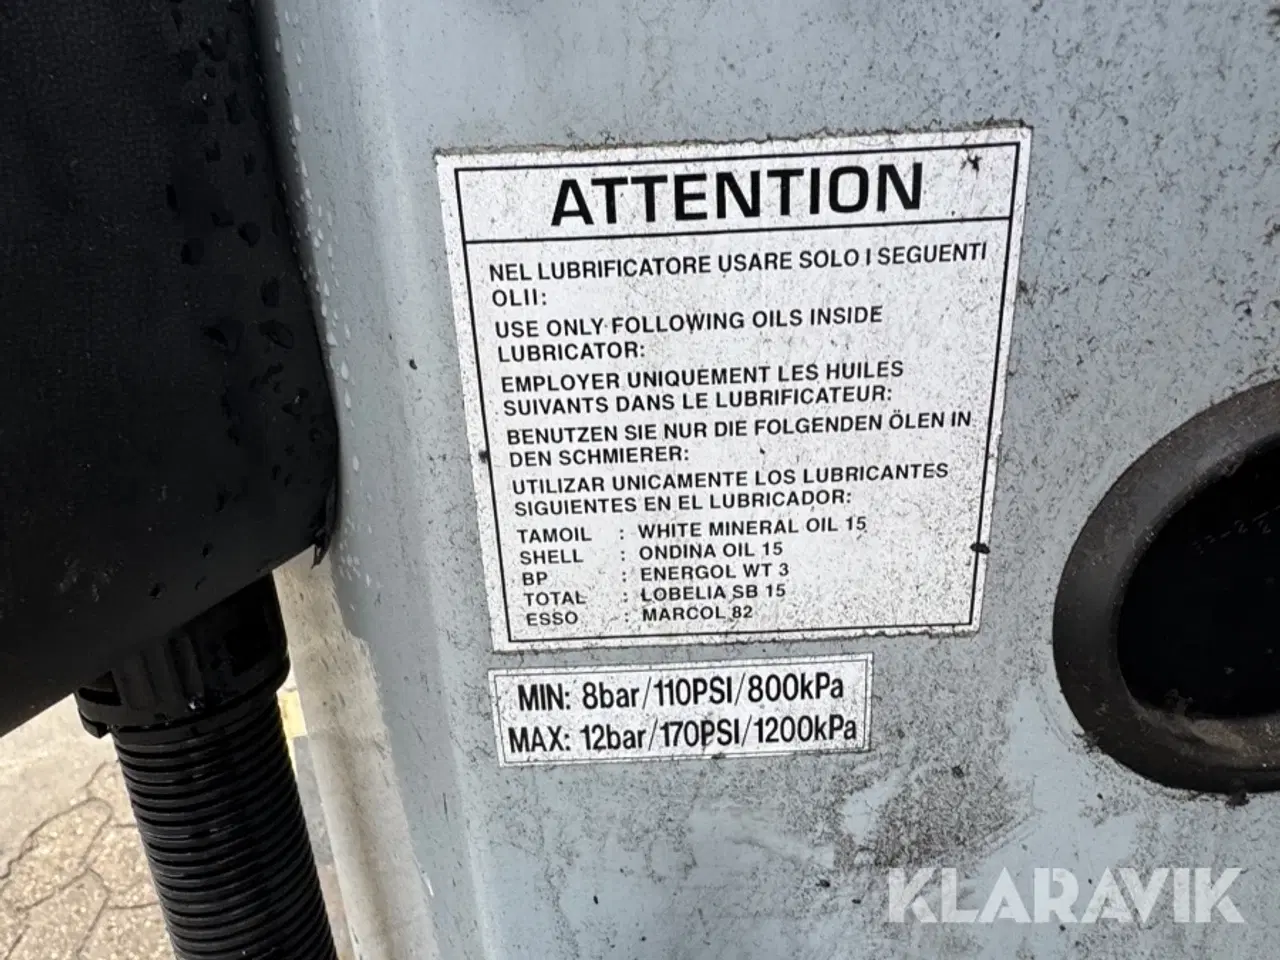 ATTENTION
NEL LUBRIFICATORE USARE SOLO I SEGUENTI
OLII:
USE ONLY FOLLOWING OILS INSIDE
LUBRICATOR:
EMPLOYER UNIQUEMENT LES HUILES
SUIVANTS DANS LE LUBRIFICATEUR:
BENUTZEN SIE NUR DIE FOLGENDEN ÖLEN IN
DEN SCHMIERER:
UTILIZAR UNICAMENTE LOS LUBRICANTES
SIGUIENTES EN EL LUBRICADOR:
TAMOIL : WHITE MINERAL OIL 15
SHELL : ONDINA OIL 15
BP : ENERGOL WT 3
TOTAL : LOBELIA SB 15
ESSO : MARCOL 82
MIN: 8bar/110PSI/800kPa
MAX: 12bar/170PSI/1200kPa
KLARAVIK